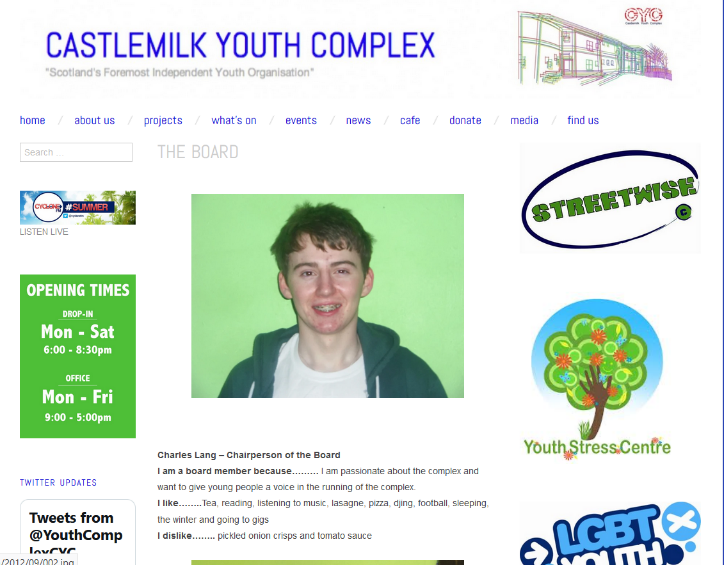 CYC
CASTLEMILK YOUTH COMPLEX
"Scotland's Foremost Independent Youth Organisation"
home / about us / projects / what's on / events / news / cafe / donate / media / find us
Search …
THE BOARD
STREETWISE
#SUMMER
LISTEN LIVE
OPENING TIMES
DROP-IN
Mon - Sat
6:00 - 8:30pm
OFFICE
Mon - Fri
9:00 - 5:00pm
Youth Stress Centre
Charles Lang – Chairperson of the Board
I am a board member because……… I am passionate about the complex and
want to give young people a voice in the running of the complex.
I like……..Tea, reading, listening to music, lasagne, pizza, djing, football, sleeping,
the winter and going to gigs
I dislike…….. pickled onion crisps and tomato sauce
TWITTER UPDATES
Tweets from
@YouthComp
lexCYC
LGBT
YOUTH
/2012/09/002.jpg